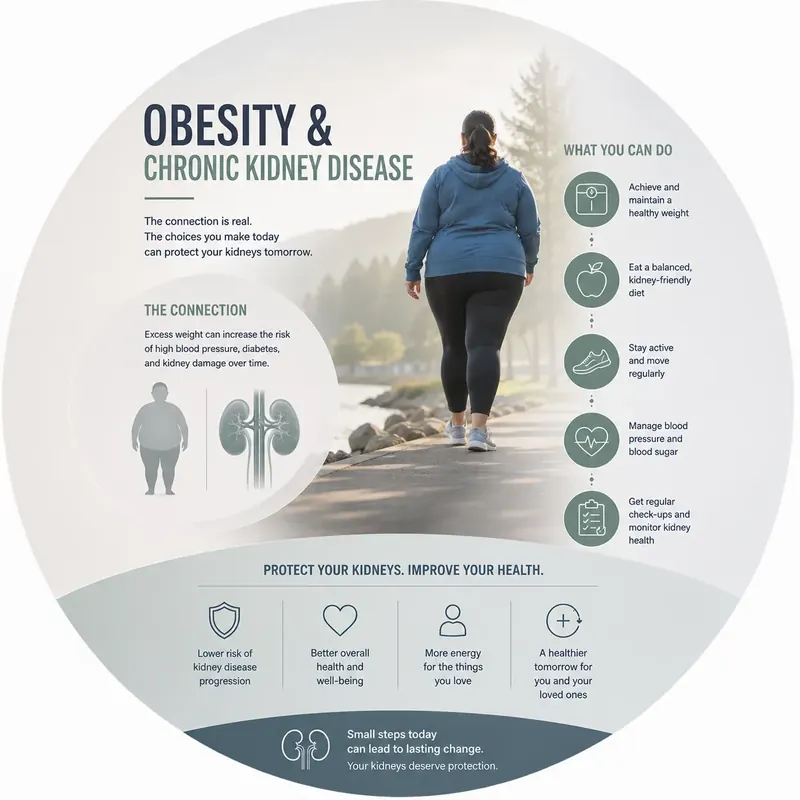 OBESITY &
CHRONIC KIDNEY DISEASE
The connection is real.
The choices you make today
can protect your kidneys tomorrow.
THE CONNECTION
Excess weight can increase the risk
of high blood pressure, diabetes,
and kidney damage over time.
WHAT YOU CAN DO
Achieve and
maintain a
healthy weight
Eat a balanced,
kidney-friendly
diet
Stay active
and move
regularly
Manage blood
pressure and
blood sugar
Get regular
check-ups and
monitor kidney
health
PROTECT YOUR KIDNEYS. IMPROVE YOUR HEALTH.
Lower risk of
kidney disease
progression
Better overall
health and
well-being
More energy
for the things
you love
A healthier
tomorrow for
you and your
loved ones
Small steps today
can lead to lasting change.
Your kidneys deserve protection.